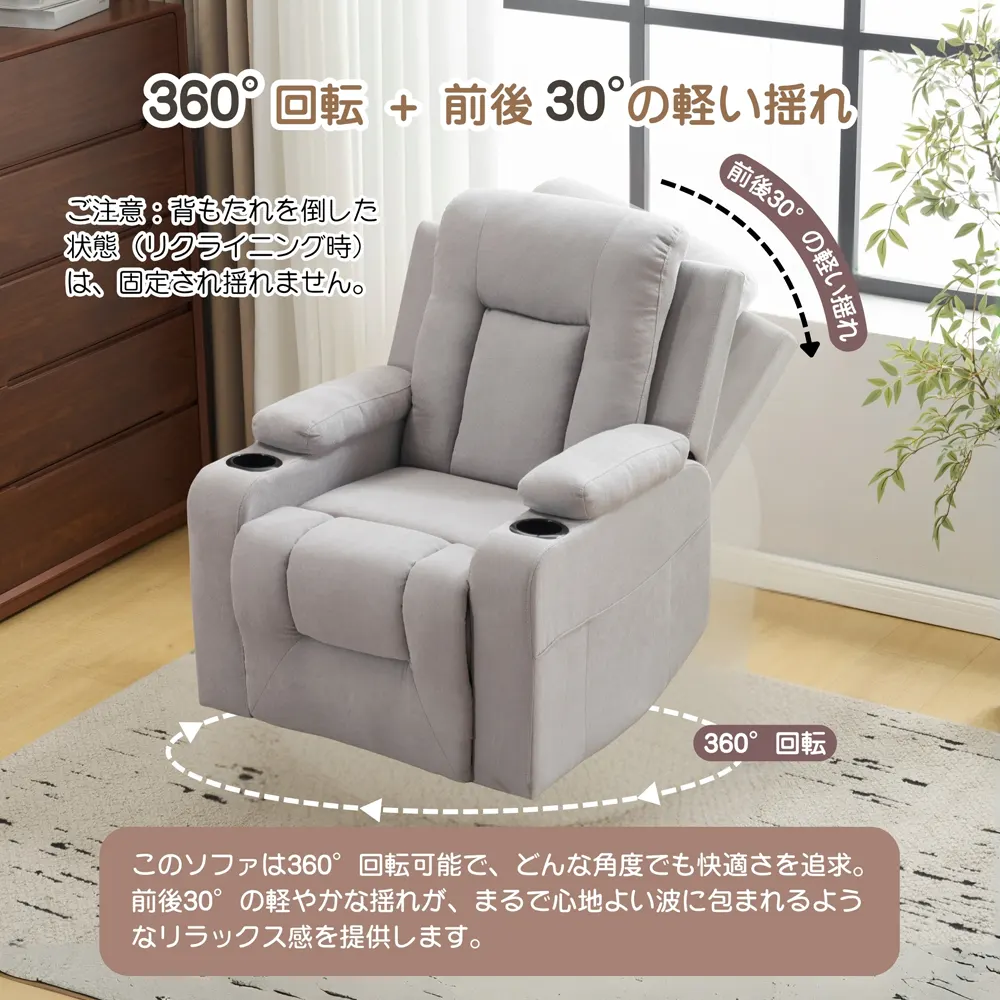 360° 回転 + 前後 30°の軽い揺れ
ご注意：背もたれを倒した
状態（リクライニング時）
は、固定され揺れません。
前後30°の軽い揺れ
360° 回転
このソファは360° 回転可能で、どんな角度でも快適さを追求。
前後30°の軽やかな揺れが、まるで心地よい波に包まれるよう
なリラックス感を提供します。